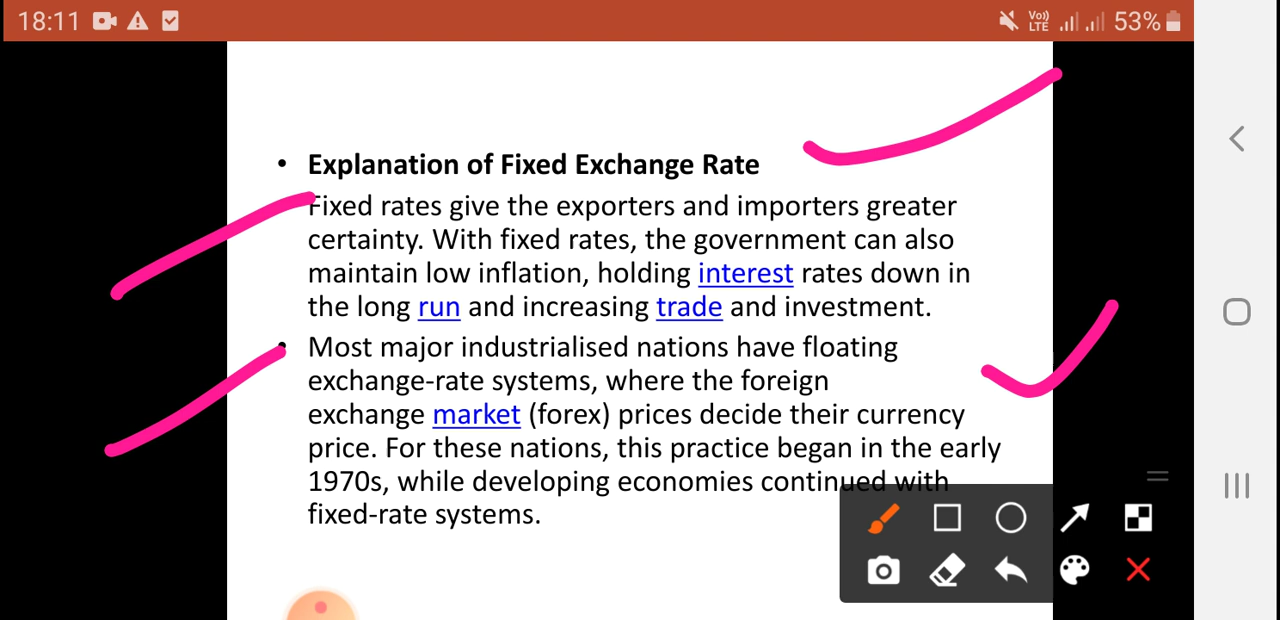 18:11
Vo)) LTE 53%
• Explanation of Fixed Exchange Rate
Fixed rates give the exporters and importers greater
certainty. With fixed rates, the government can also
maintain low inflation, holding interest rates down in
the long run and increasing trade and investment.
• Most major industrialised nations have floating
exchange-rate systems, where the foreign
exchange market (forex) prices decide their currency
price. For these nations, this practice began in the early
1970s, while developing economies continued with
fixed-rate systems.